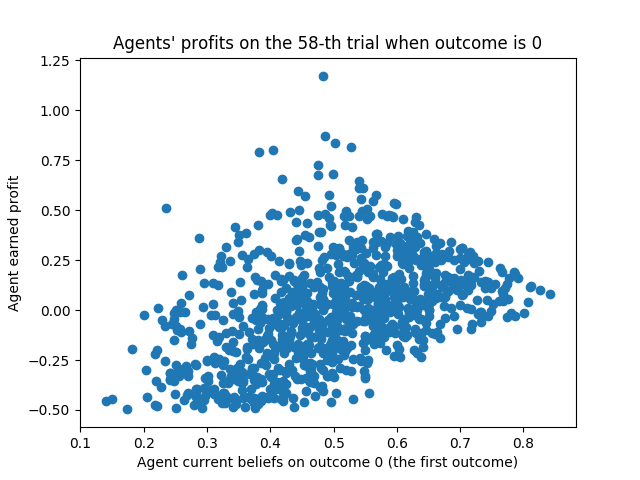 Agents' profits on the 58-th trial when outcome is 0
1.25
1.00
0.75
0.50
0.25
0.00
−0.25
−0.50
Agent earned profit
0.1 0.2 0.3 0.4 0.5 0.6 0.7 0.8
Agent current beliefs on outcome 0 (the first outcome)